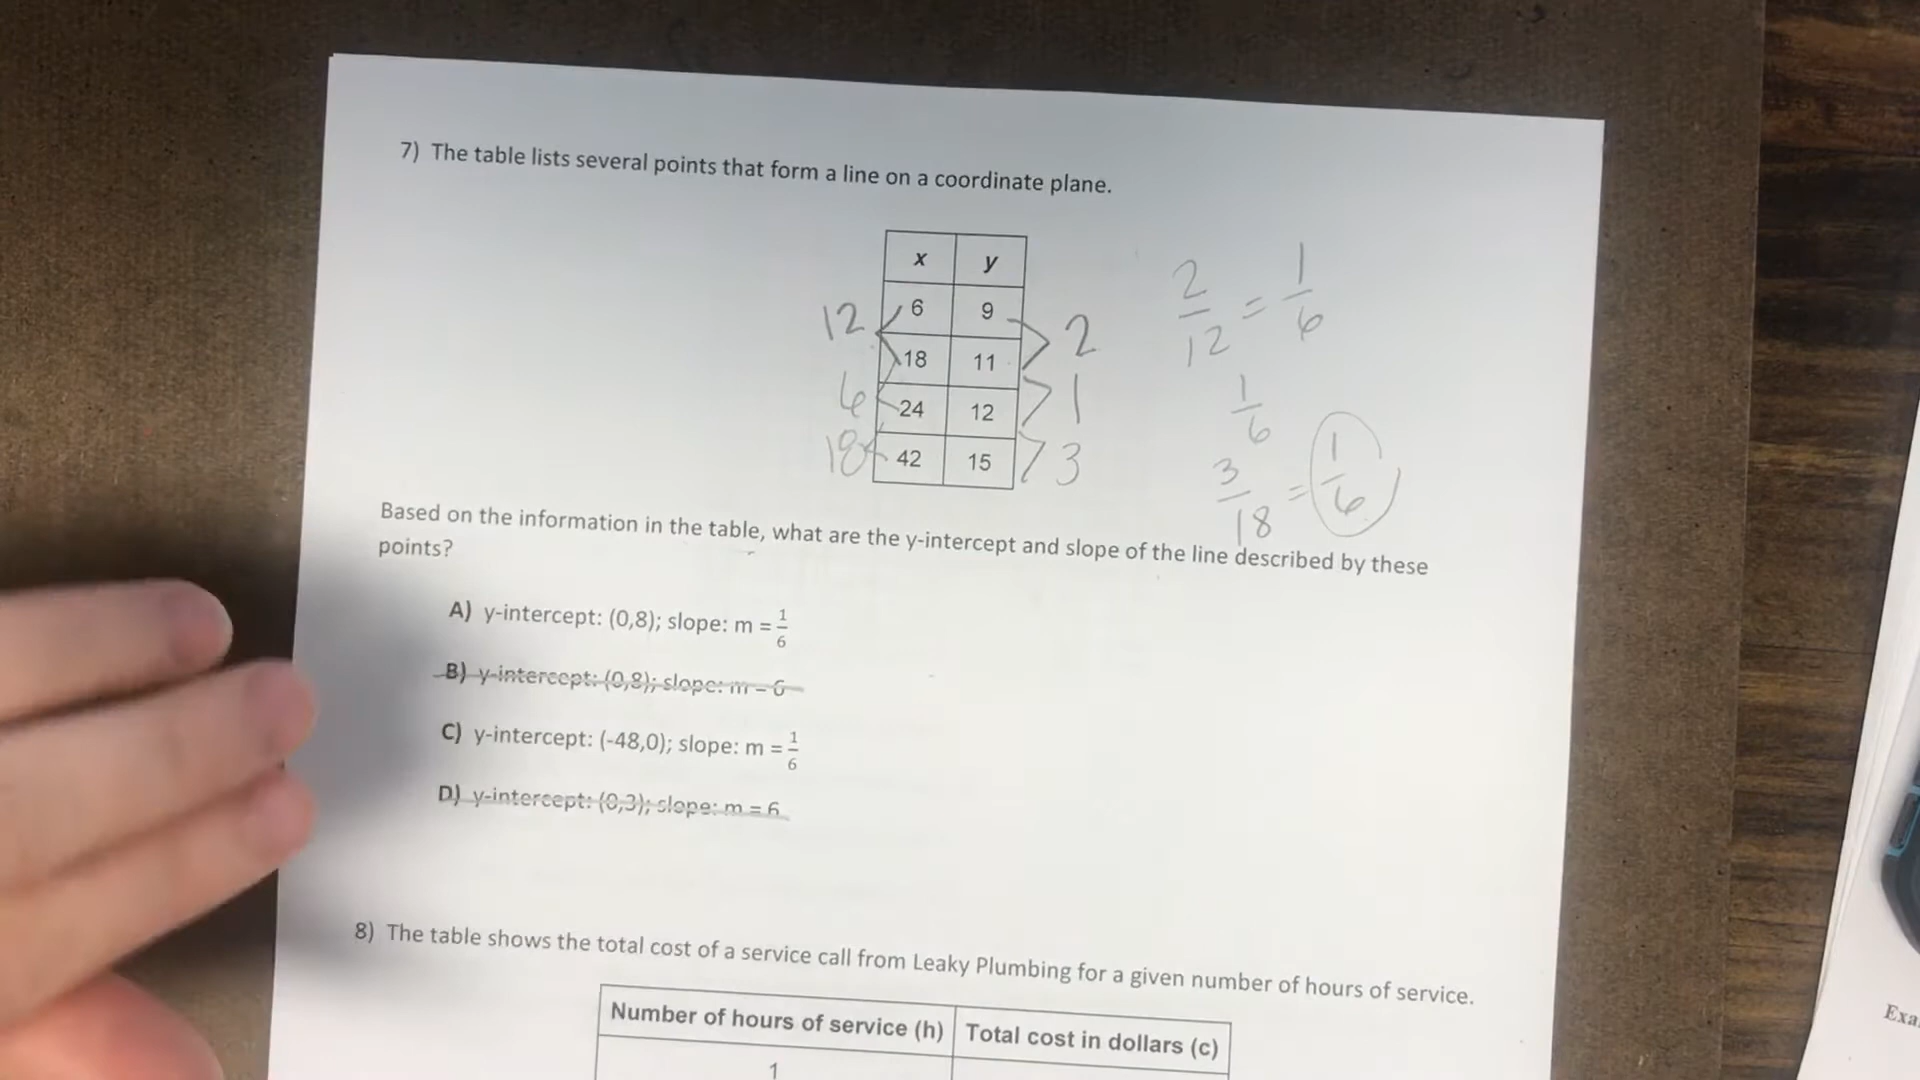 7) The table lists several points that form a line on a coordinate plane.
x y
6 9
18 11
24 12
42 15
12
6
18
2
1
3
2/12 = 1/6
1/6
3/18 = 1/6
Based on the information in the table, what are the y-intercept and slope of the line described by these
points?
A) y-intercept: (0,8); slope: m = 1/6
B) y-intercept: (0,8); slope: m = 6
C) y-intercept: (-48,0); slope: m = 1/6
D) y-intercept: (0,3); slope: m = 6
8) The table shows the total cost of a service call from Leaky Plumbing for a given number of hours of service.
Number of hours of service (h) Total cost in dollars (c)
1